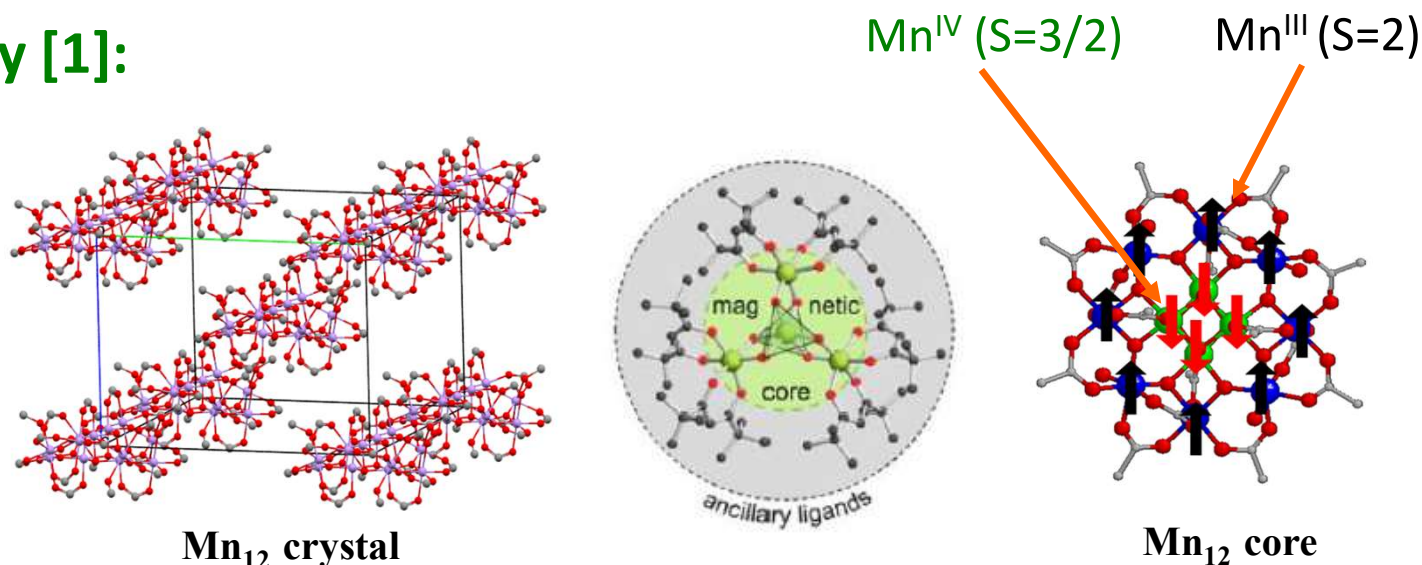 y [1]:
Mn^IV (S=3/2)
Mn^III (S=2)
mag netic
core
ancillary ligands
Mn₁₂ crystal
Mn₁₂ core